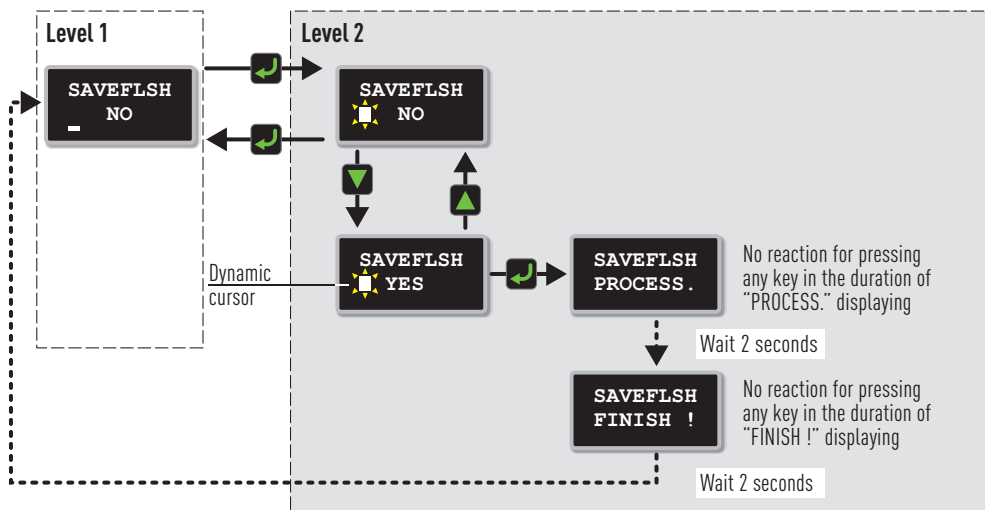 Level 1
Level 2
SAVEFLSH
NO
SAVEFLSH
NO
Dynamic
cursor
SAVEFLSH
YES
SAVEFLSH
PROCESS.
No reaction for pressing
any key in the duration of
“PROCESS.” displaying
Wait 2 seconds
SAVEFLSH
FINISH !
No reaction for pressing
any key in the duration of
“FINISH !” displaying
Wait 2 seconds